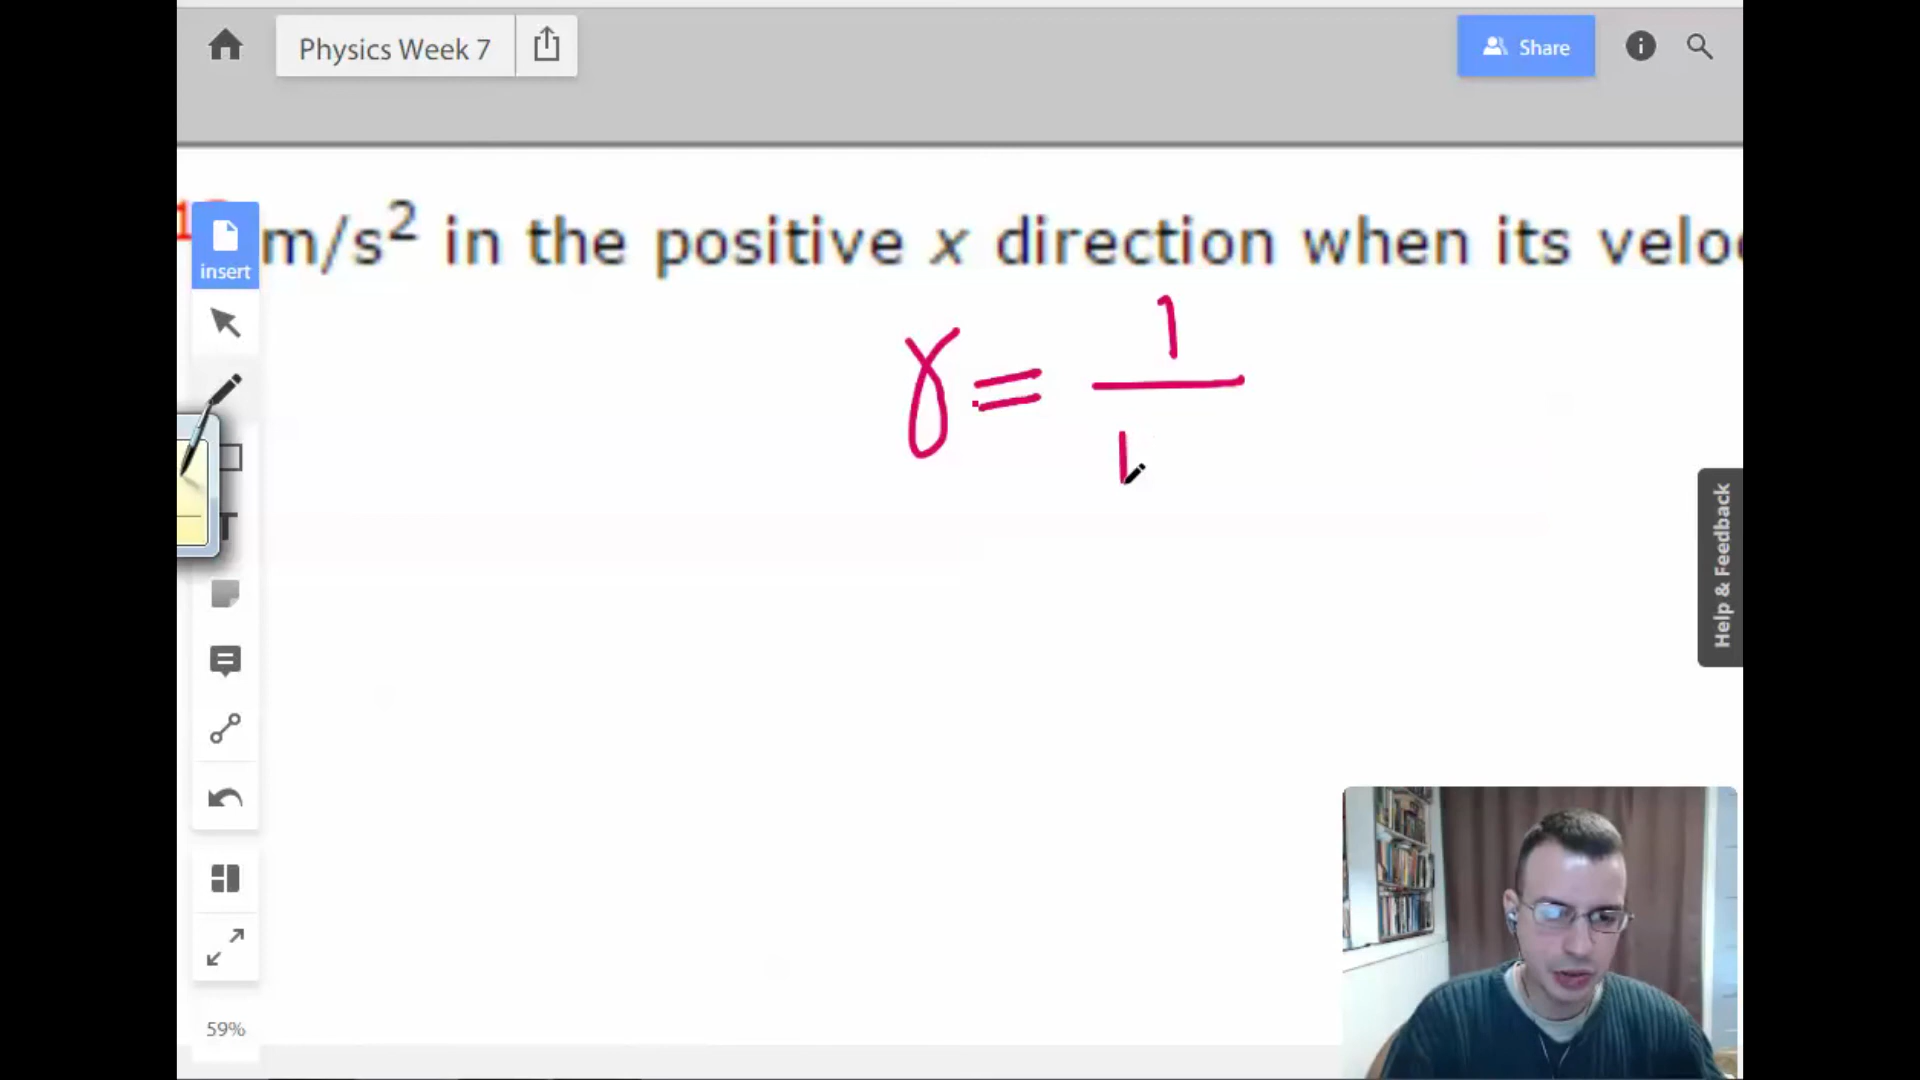 Physics Week 7
Share
m/s² in the positive x direction when its velo
insert
γ = 1
1
T
Help & Feedback
59%